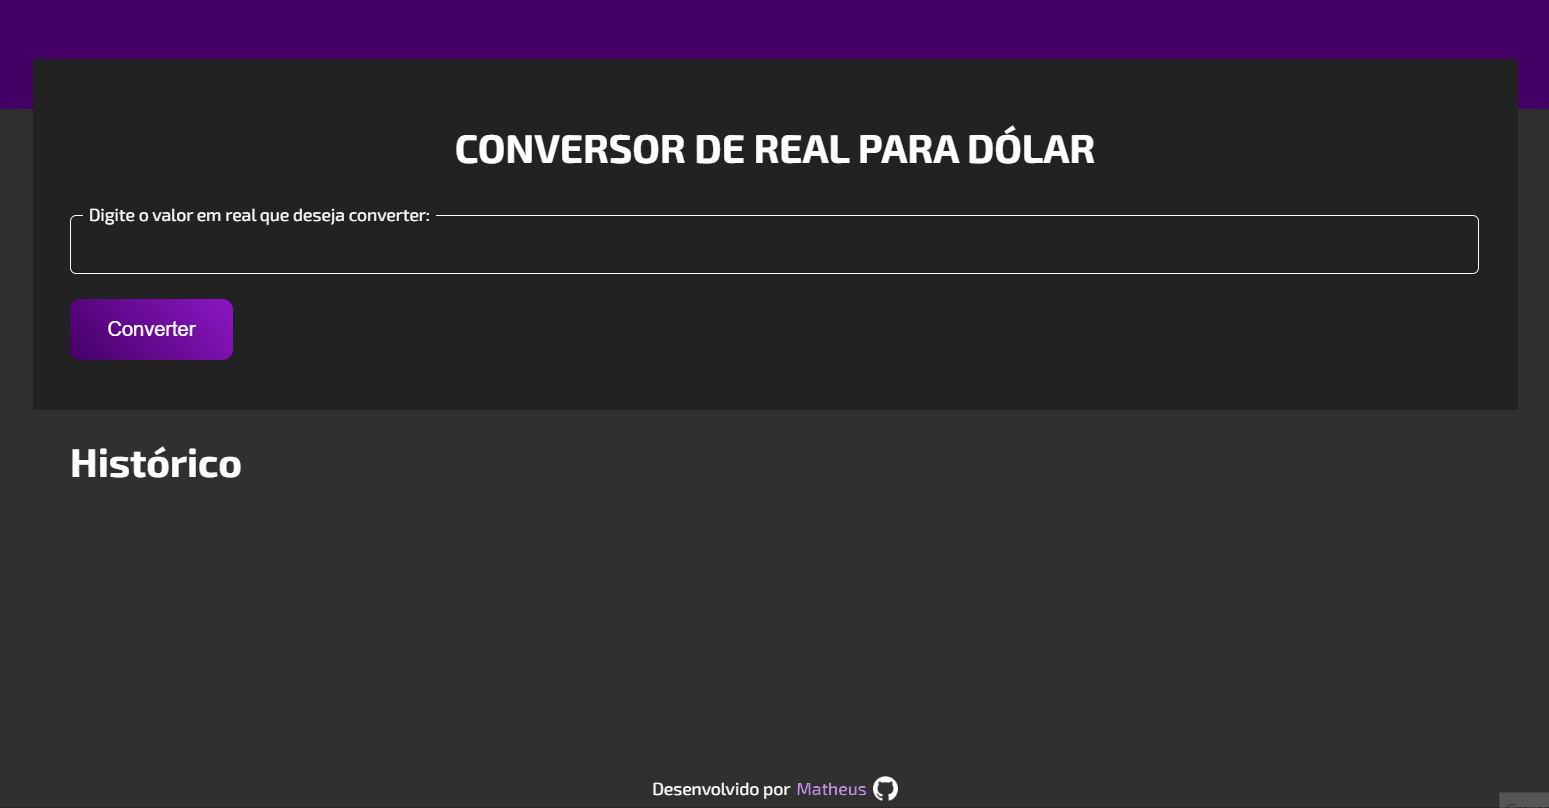 CONVERSOR DE REAL PARA DÓLAR
Digite o valor em real que deseja converter:
Converter
Histórico
Desenvolvido por Matheus